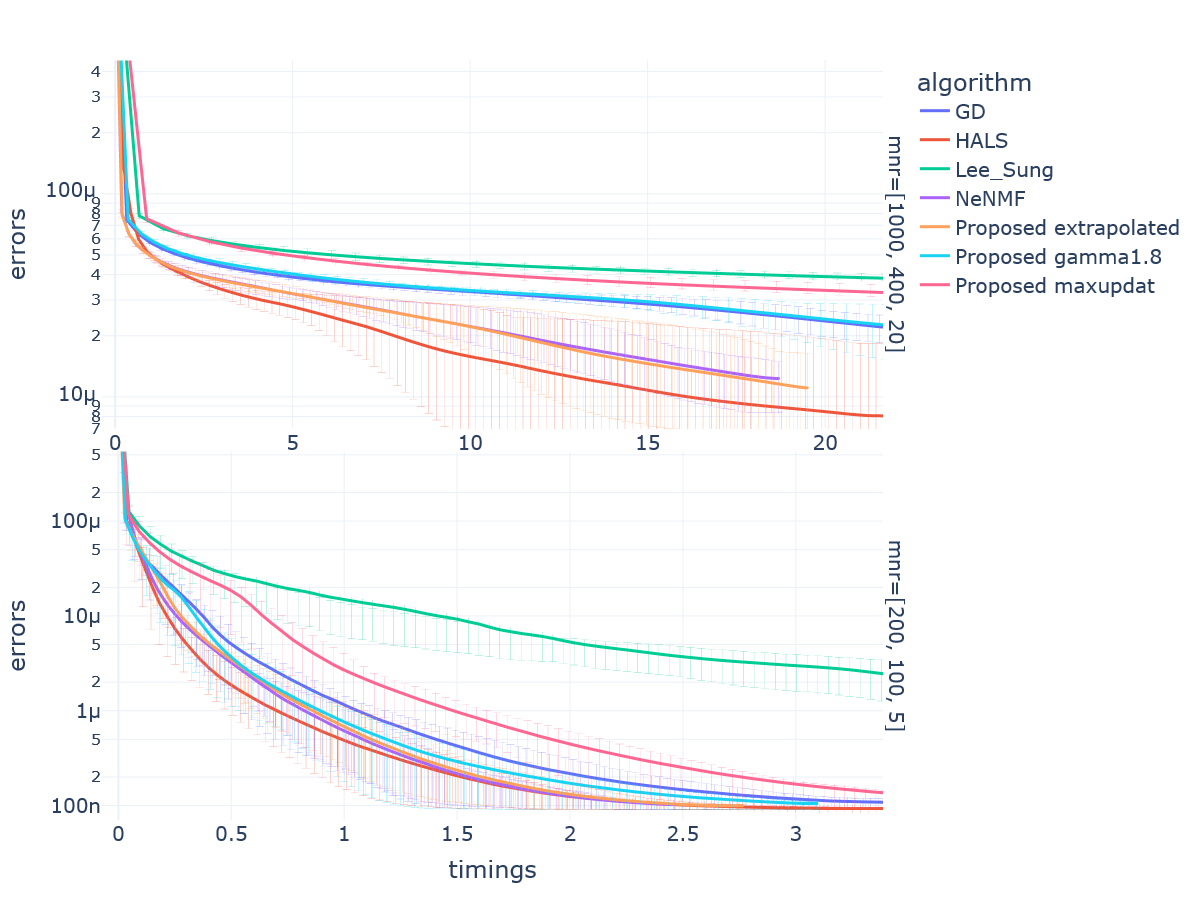 algorithm
GD
HALS
Lee_Sung
NeNMF
Proposed extrapolated
Proposed gamma1.8
Proposed maxupdat
errors
4
3
2
100μ
9
8
7
6
5
4
3
2
10μ
9
8
7
0
5
10
15
20
mnr=[1000, 400, 20]
errors
5
2
100μ
5
2
10μ
5
2
1μ
5
2
100n
0
0.5
1
1.5
2
2.5
3
mnr=[200, 100, 5]
timings